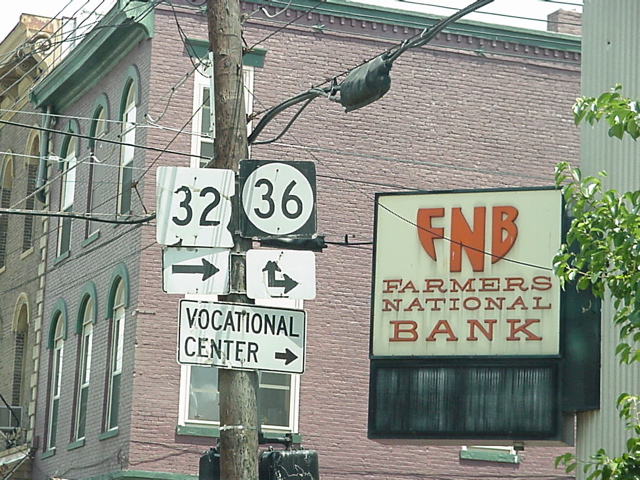 32
36
VOCATIONAL
CENTER
FNB
FARMERS
NATIONAL
BANK